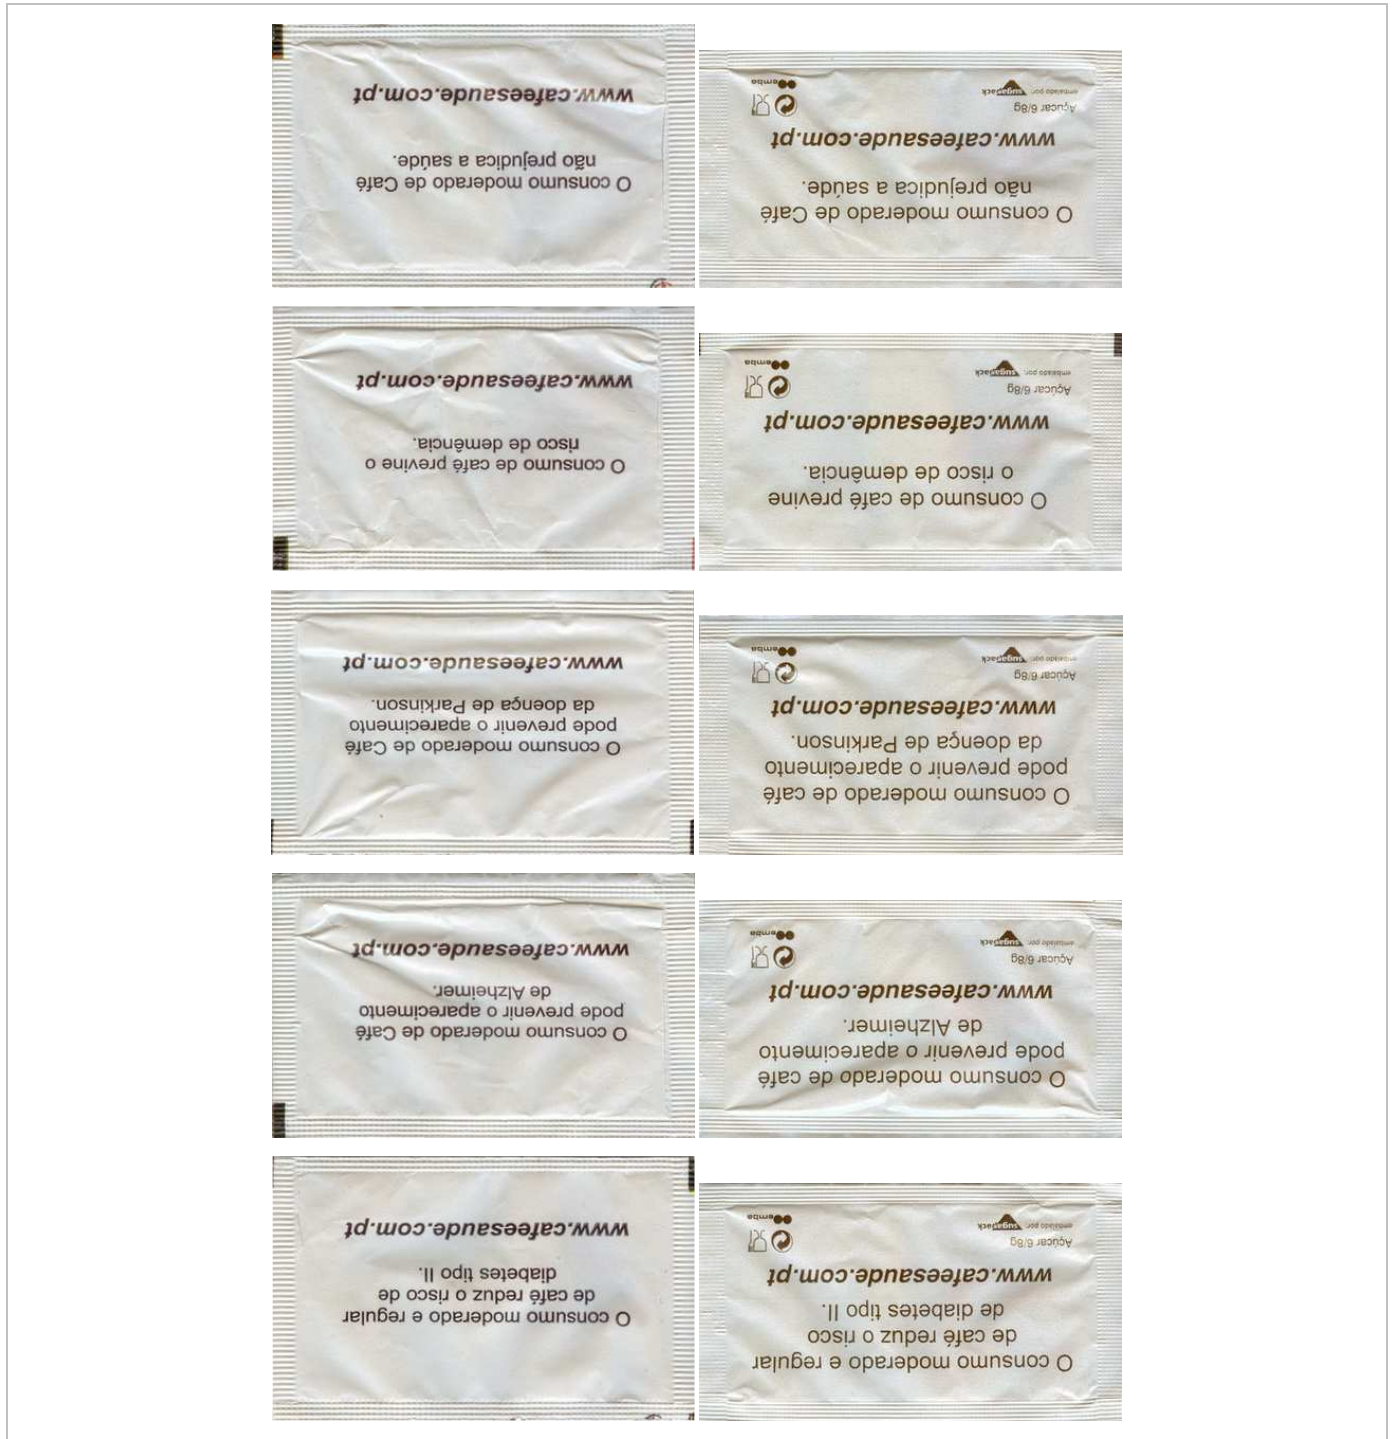 O consumo moderado de Café
não prejudica a saúde.
www.cafeesaude.com.pt
O consumo moderado de Café
não prejudica a saúde.
www.cafeesaude.com.pt
Açúcar 6/8g
embalado por: sugarpack
emba
O consumo de café previne o
risco de demência.
www.cafeesaude.com.pt
O consumo de café previne
o risco de demência.
www.cafeesaude.com.pt
Açúcar 6/8g
embalado por: sugarpack
emba
O consumo moderado de Café
pode prevenir o aparecimento
da doença de Parkinson.
www.cafeesaude.com.pt
O consumo moderado de café
pode prevenir o aparecimento
da doença de Parkinson.
www.cafeesaude.com.pt
Açúcar 6/8g
embalado por: sugarpack
emba
O consumo moderado de Café
pode prevenir o aparecimento
de Alzheimer.
www.cafeesaude.com.pt
O consumo moderado de café
pode prevenir o aparecimento
de Alzheimer.
www.cafeesaude.com.pt
Açúcar 6/8g
embalado por: sugarpack
emba
O consumo moderado e regular
de café reduz o risco de
diabetes tipo II.
www.cafeesaude.com.pt
O consumo moderado e regular
de café reduz o risco
de diabetes tipo II.
www.cafeesaude.com.pt
Açúcar 6/8g
embalado por: sugarpack
emba